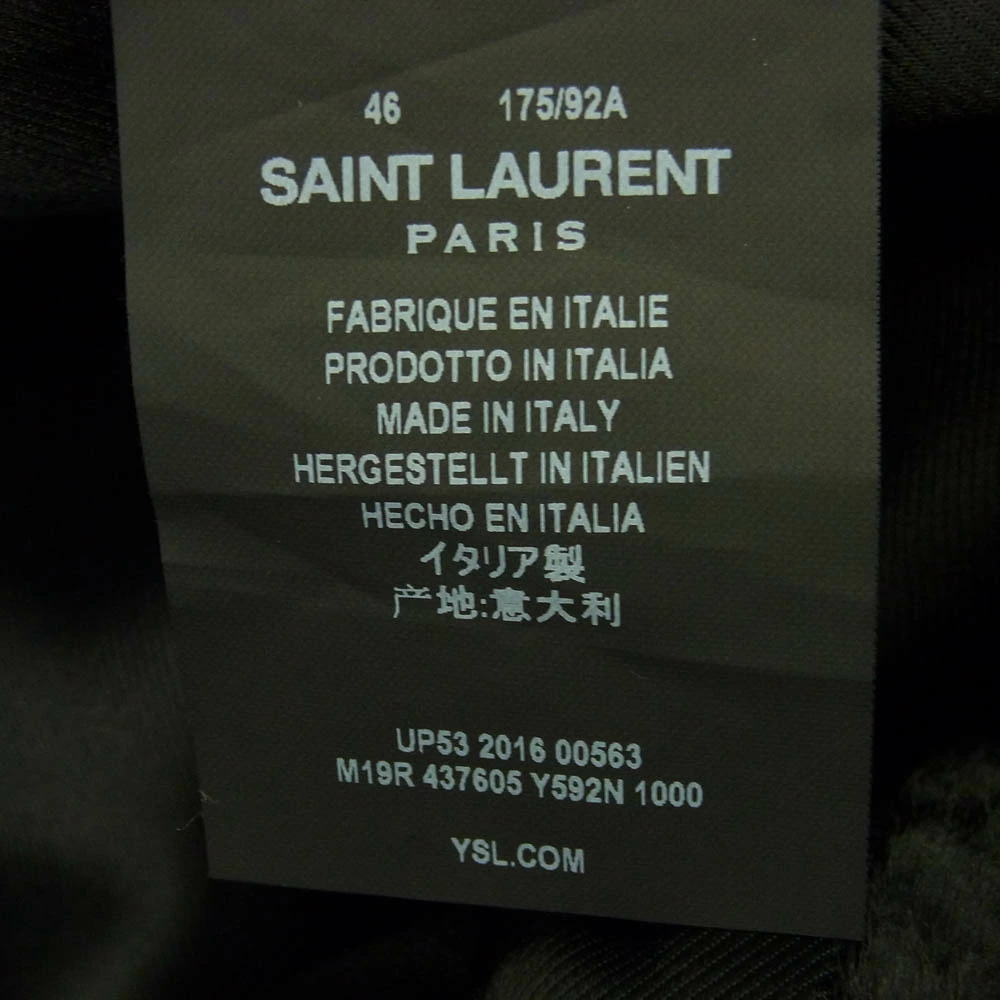 46 175/92A
SAINT LAURENT
PARIS
FABRIQUE EN ITALIE
PRODOTTO IN ITALIA
MADE IN ITALY
HERGESTELLT IN ITALIEN
HECHO EN ITALIA
イタリア製
产地:意大利
UP53 2016 00563
M19R 437605 Y592N 1000
YSL.COM